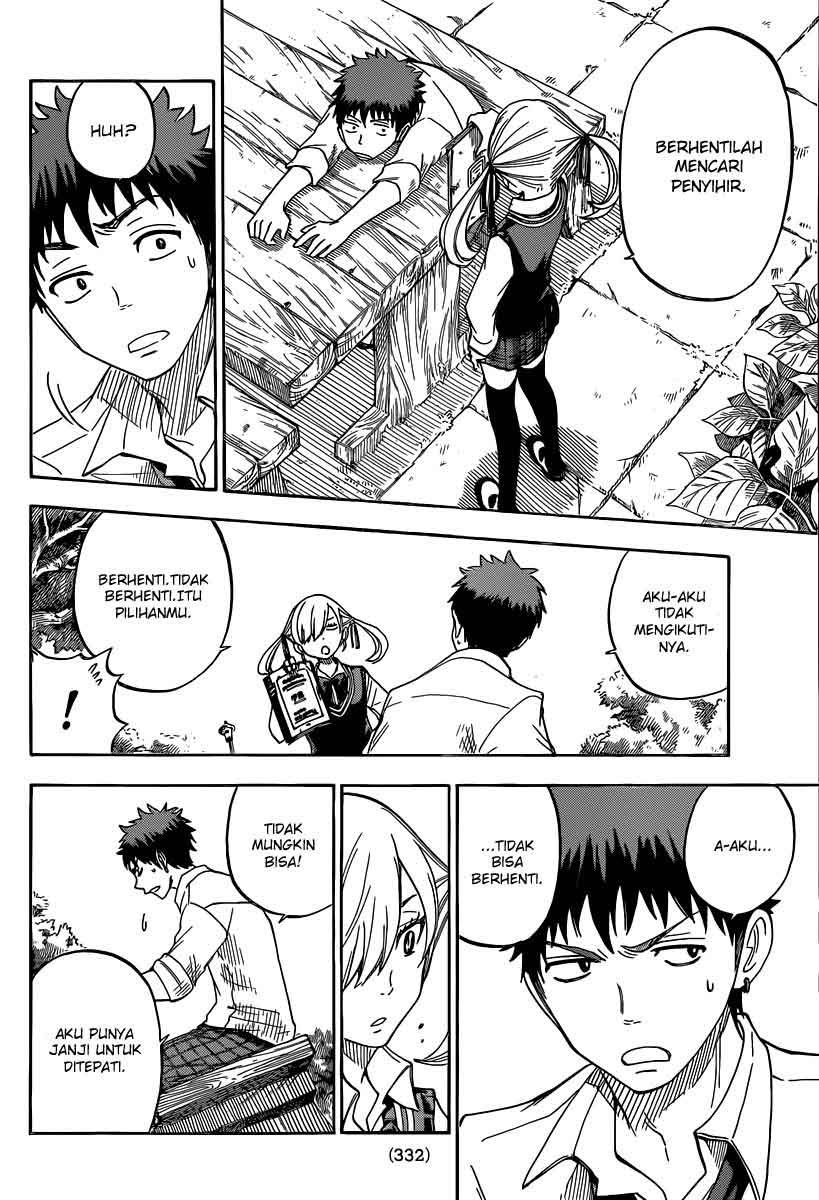 BERHENTILAH
MENCARI
PENYIHIR.
HUH?
AKU-AKU
TIDAK
MENGIKUTI-
NYA.
BERHENTI.TIDAK
BERHENTI.ITU
PILIHANMU.
!
A-AKU...
...TIDAK
BISA
BERHENTI.
TIDAK
MUNGKIN
BISA!
AKU PUNYA
JANJI UNTUK
DITEPATI.
(332)